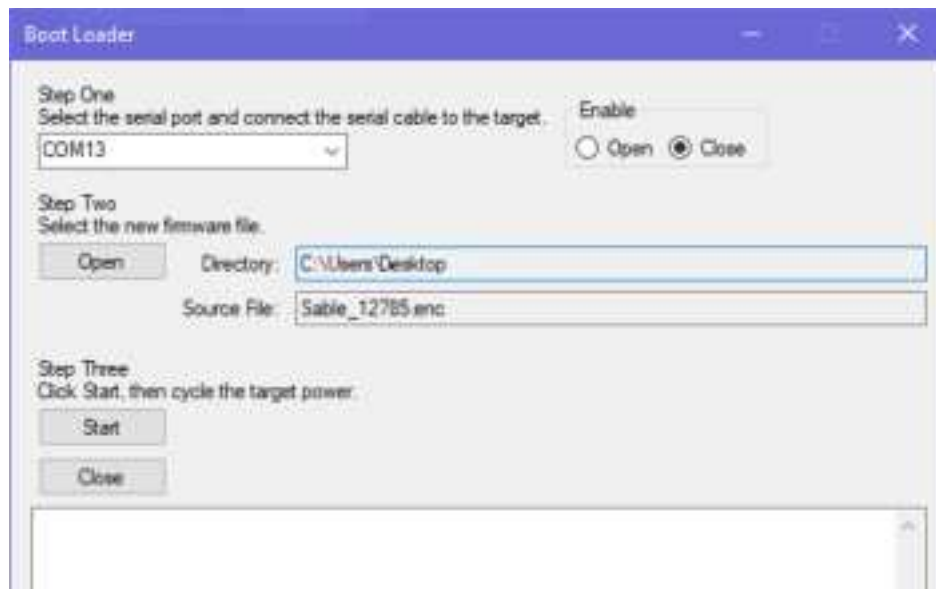 Boot Loader
Step One
Select the serial port and connect the serial cable to the target.
COM13
Enable
Open
Close
Step Two
Select the new firmware file.
Open
Directory:
C:\Users\Desktop
Source File:
Sable_12785.enc
Step Three
Click Start, then cycle the target power.
Start
Close